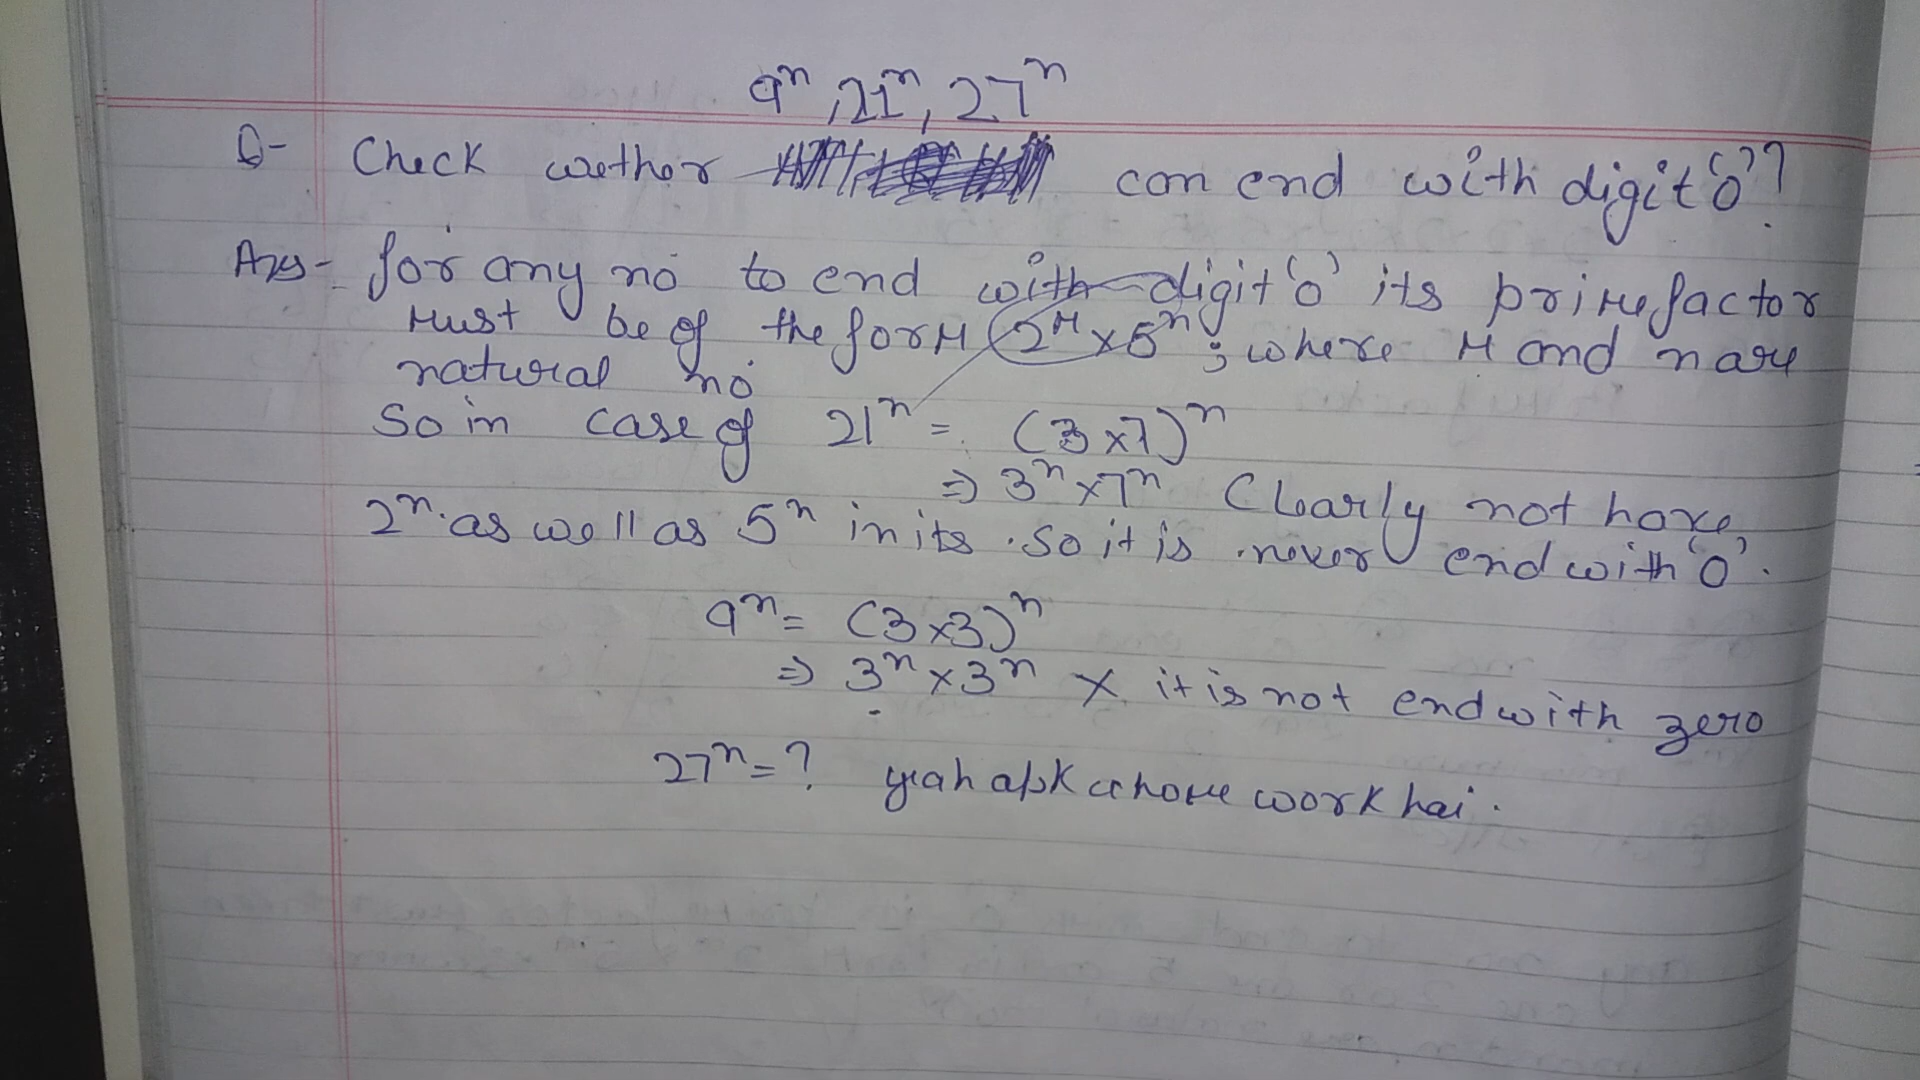 9ⁿ, 21ⁿ, 27ⁿ
Q- Check wether can end with digit '0'?
Ans- for any no to end with digit '0' its prime factor
must be of the form 2ᵐ×5ⁿ ; where m and n are
natural no
So in case of 21ⁿ = (3×7)ⁿ
⇒ 3ⁿ×7ⁿ Clearly not have
2ⁿ as well as 5ⁿ in its. So it is never end with '0'.
9ⁿ = (3×3)ⁿ
⇒ 3ⁿ×3ⁿ × it is not end with zero
27ⁿ = ? yeah apk a home work hai.